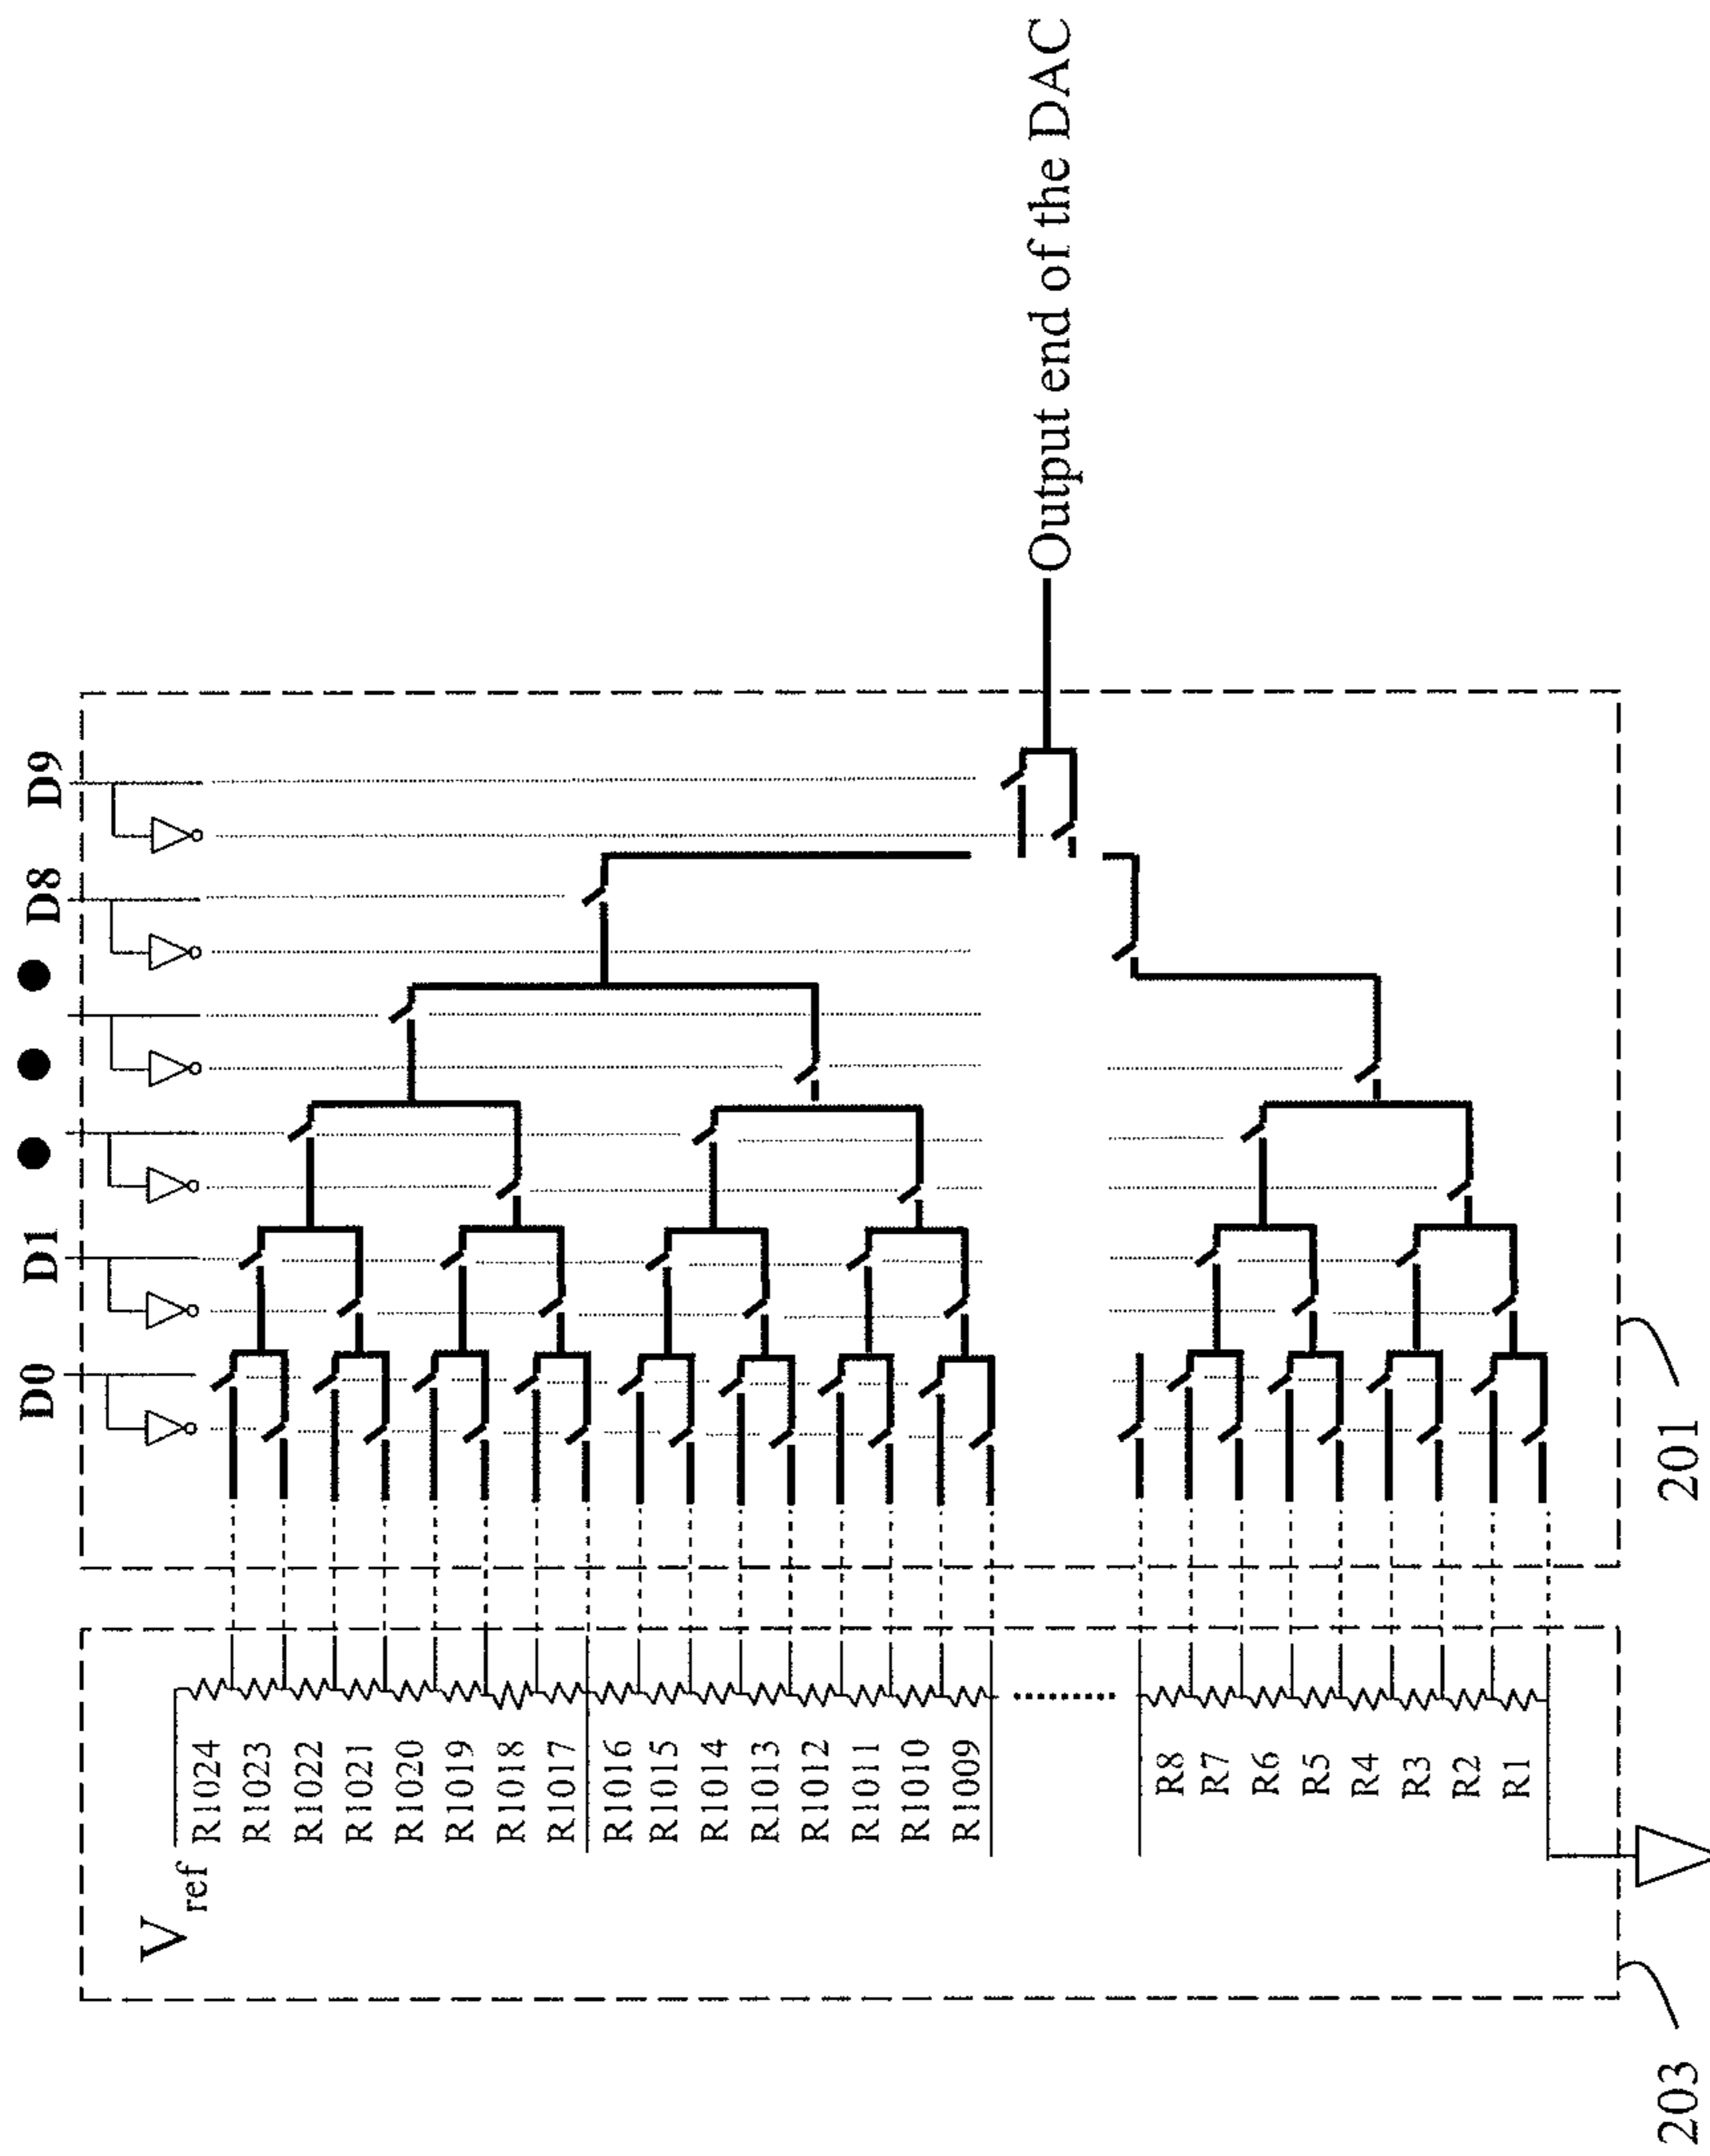 D0
D1
D8
D9
V ref
R1024
R1023
R1022
R1021
R1020
R1019
R1018
R1017
R1016
R1015
R1014
R1013
R1012
R1011
R1010
R1009
R8
R7
R6
R5
R4
R3
R2
R1
Output end of the DAC
203
201